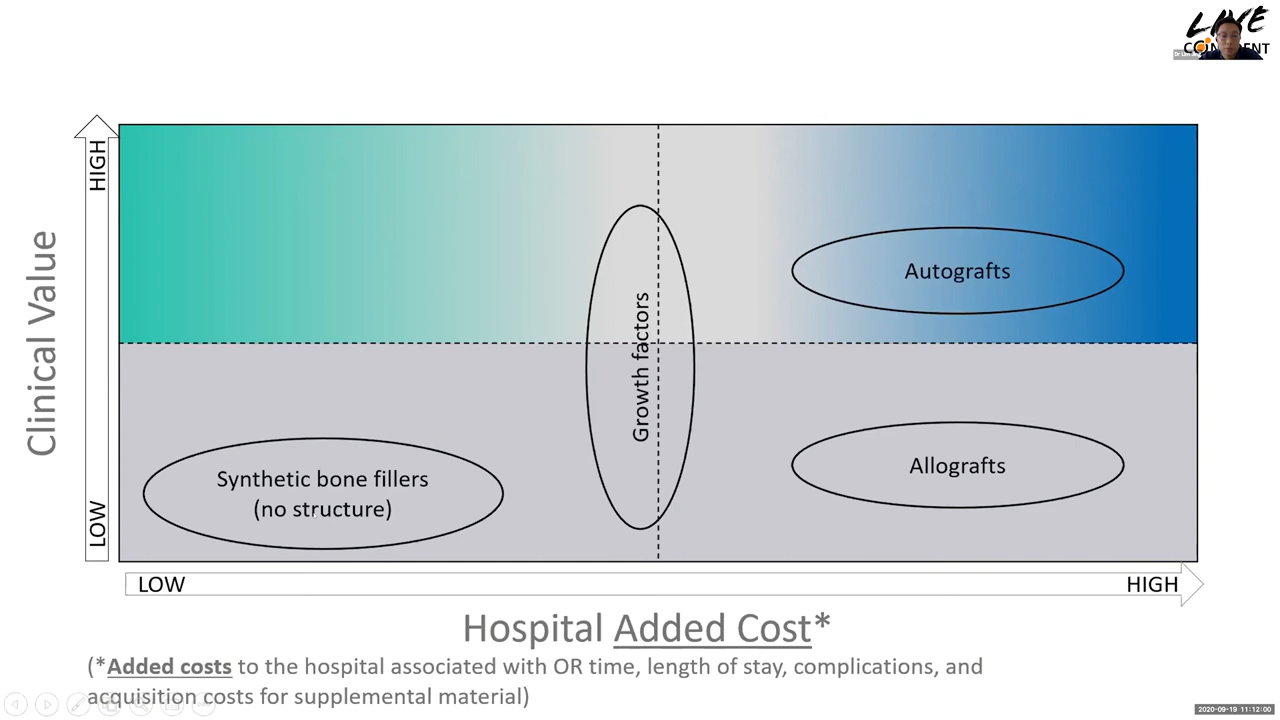 LIVE
HIGH
Autografts
Clinical Value
Growth factors
Allografts
Synthetic bone fillers
(no structure)
LOW
LOW
HIGH
Hospital Added Cost*
(*Added costs to the hospital associated with OR time, length of stay, complications, and
acquisition costs for supplemental material)
2020-09-19 11:12:00